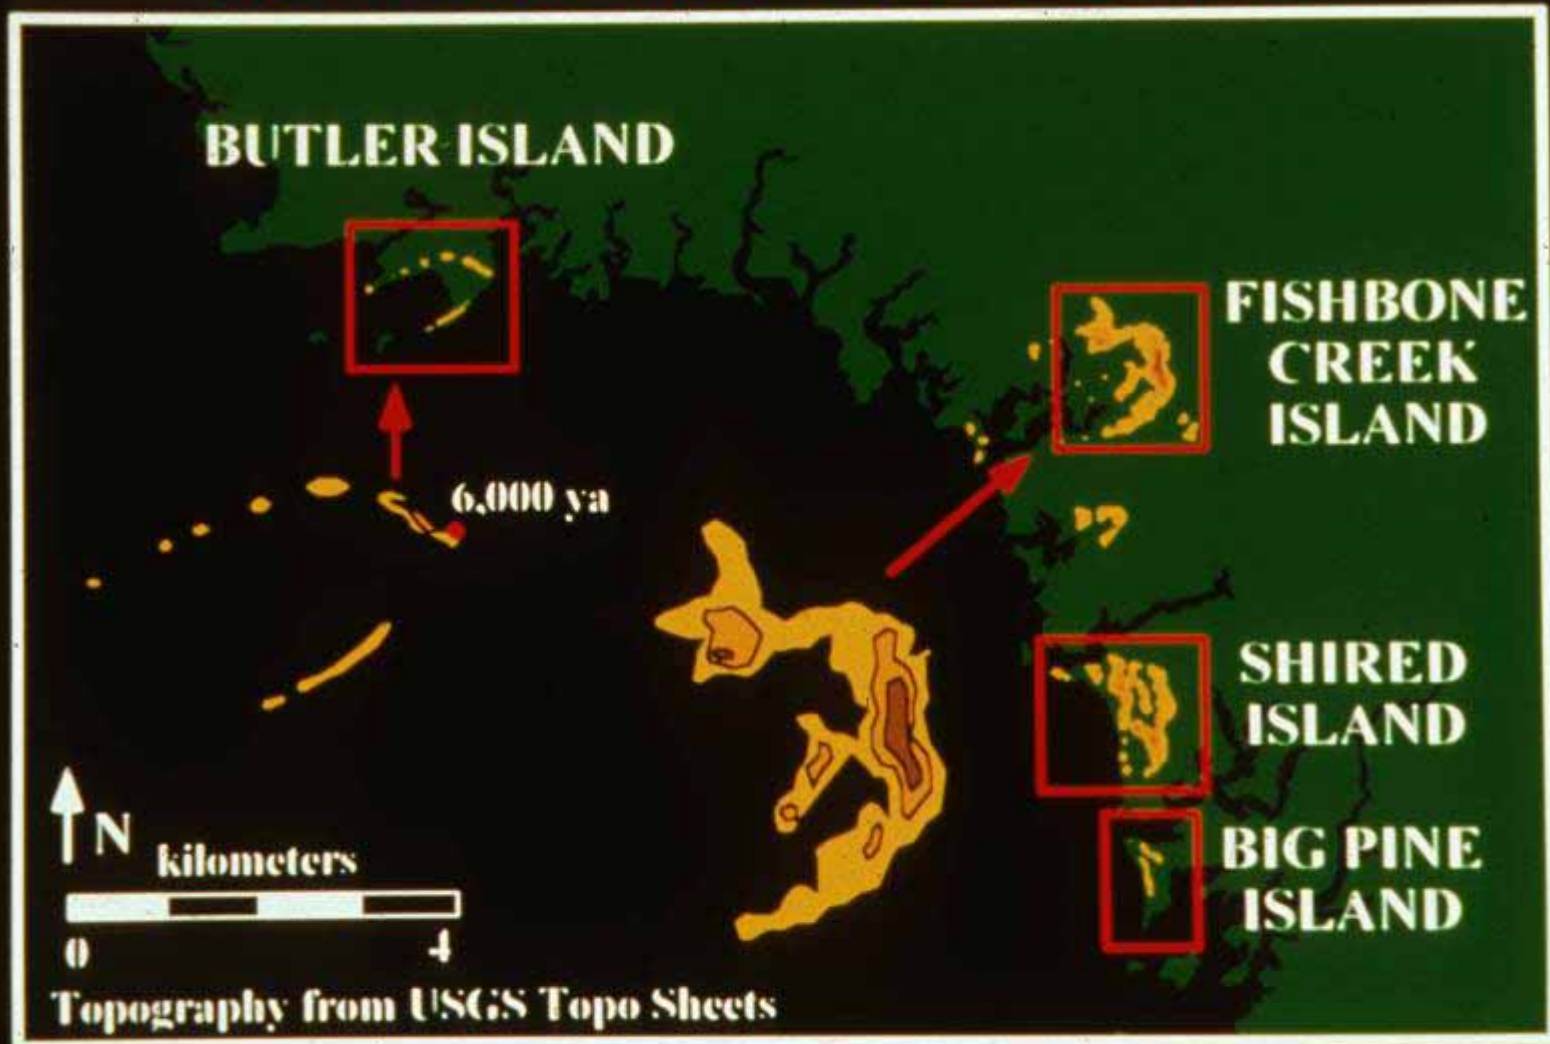 BUTLER ISLAND
FISHBONE
CREEK
ISLAND
6,000 ya
SHIRED
ISLAND
BIG PINE
ISLAND
N
kilometers
0 4
Topography from USGS Topo Sheets